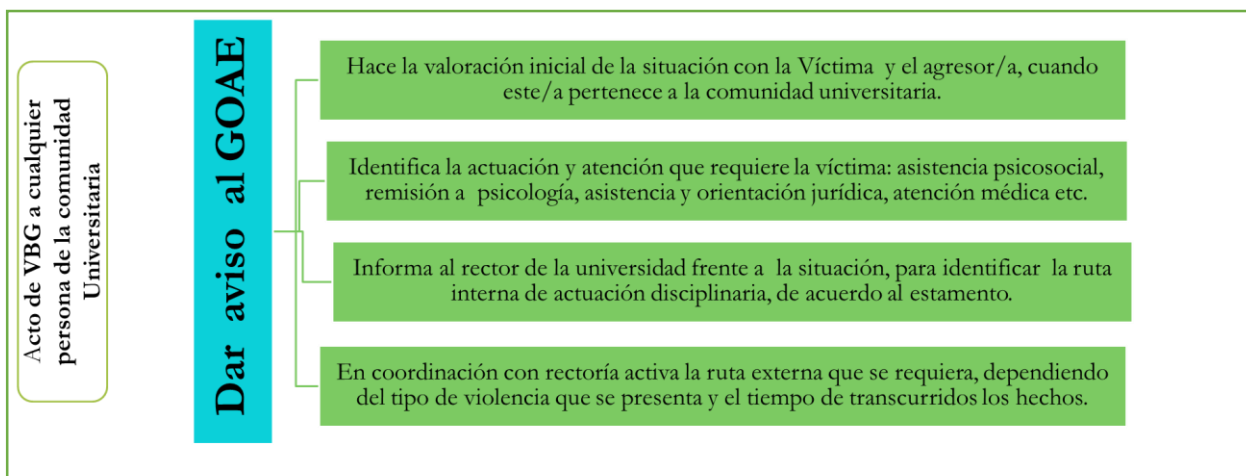 Acto de VBG a cualquier
persona de la comunidad
Universitaria
Dar aviso al GOAE
Hace la valoración inicial de la situación con la Víctima y el agresor/a, cuando
este/a pertenece a la comunidad universitaria.
Identifica la actuación y atención que requiere la víctima: asistencia psicosocial,
remisión a psicología, asistencia y orientación jurídica, atención médica etc.
Informa al rector de la universidad frente a la situación, para identificar la ruta
interna de actuación disciplinaria, de acuerdo al estamento.
En coordinación con rectoría activa la ruta externa que se requiera, dependiendo
del tipo de violencia que se presenta y el tiempo de transcurridos los hechos.